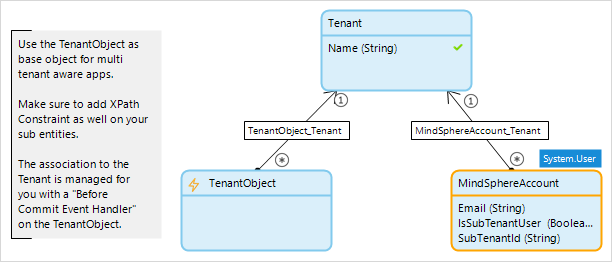 Use the TenantObject as
base object for multi
tenant aware apps.
Make sure to add XPath
Constraint as well on your
sub entities.
The association to the
Tenant is managed for
you with a "Before
Commit Event Handler"
on the TenantObject.
Tenant
Name (String)
1
1
TenantObject_Tenant
MindSphereAccount_Tenant
*
*
System.User
TenantObject
MindSphereAccount
Email (String)
IsSubTenantUser (Boolea...
SubTenantId (String)